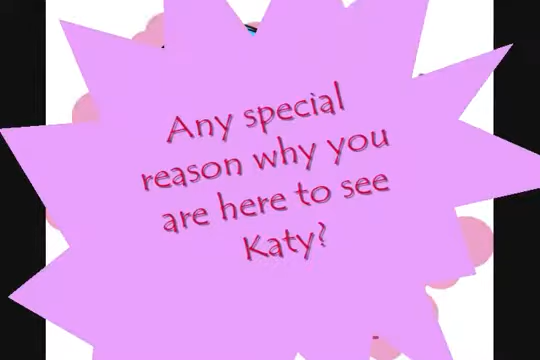 Any special
reason why you
are here to see
Katy?